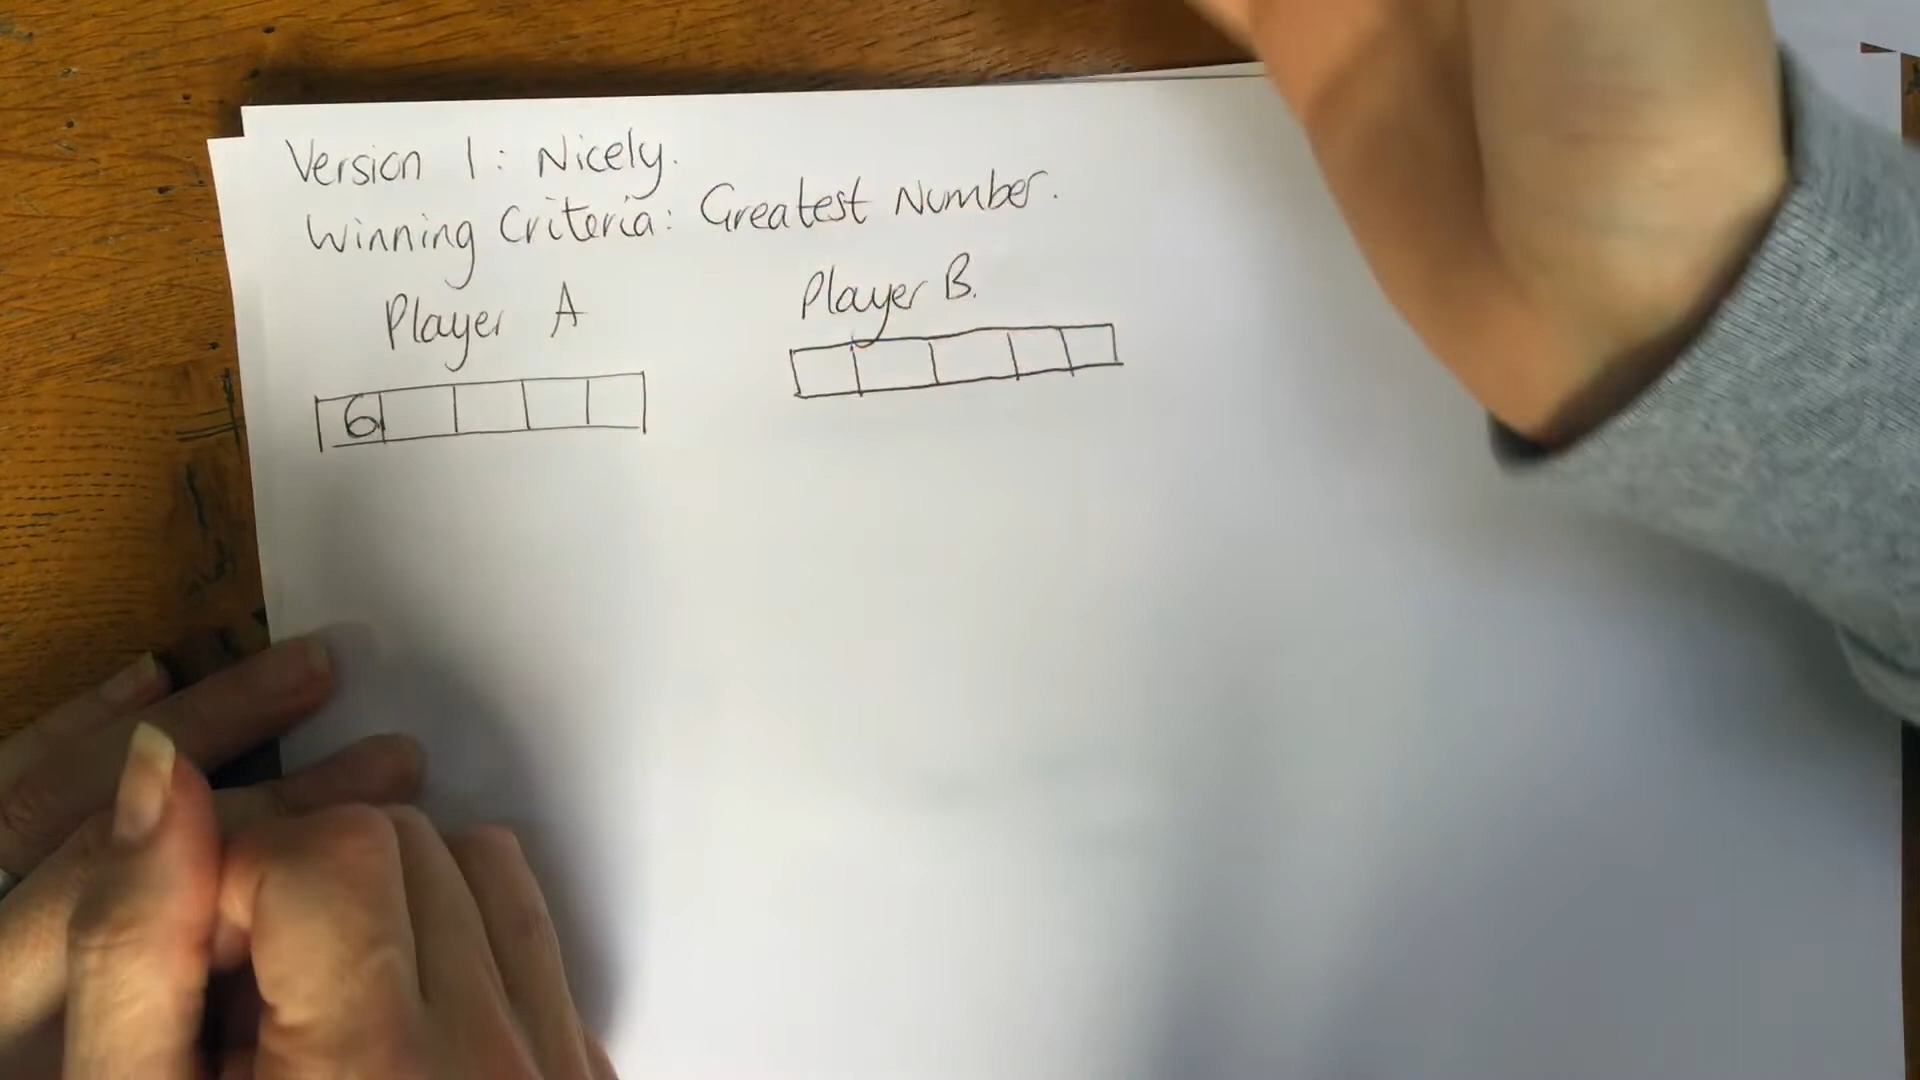 Version 1: Nicely.
Winning Criteria: Greatest Number.
Player A
Player B.
6